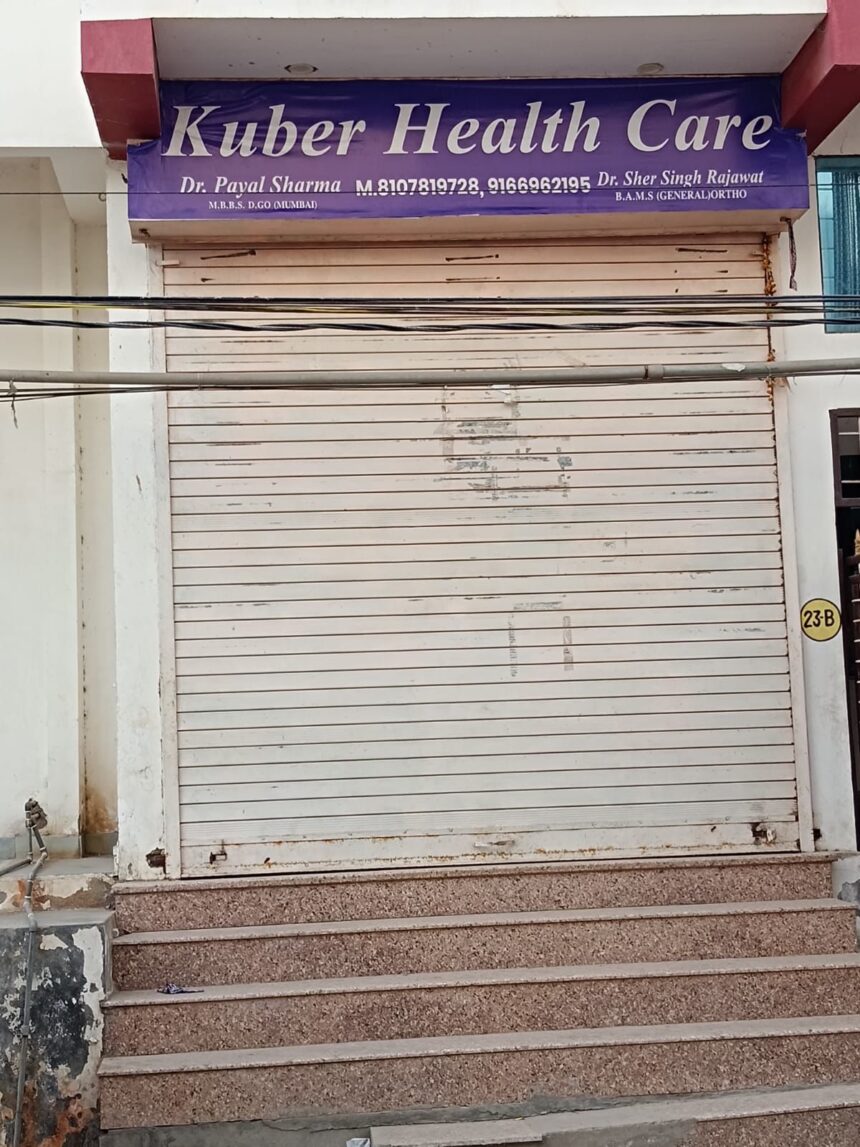 Kuber Health Care
Dr. Payal Sharma M.8107819728, 9166962195 Dr. Sher Singh Rajawat
M.B.B.S. D.GO (MUMBAI) B.A.M.S (GENERAL)ORTHO
23-B